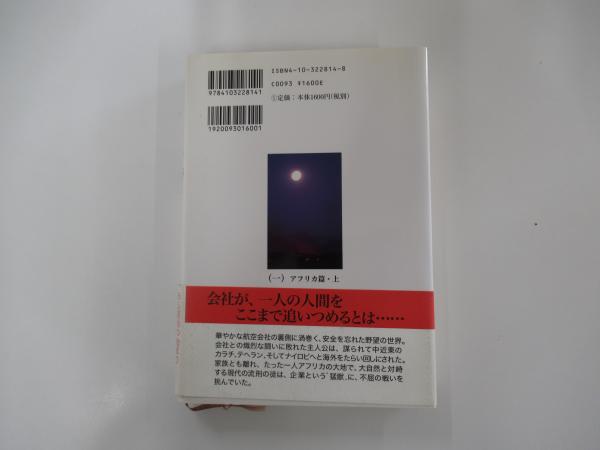 ISBN4-10-322814-8
9784103228141
C0093 ¥1600E
①定価：本体1600円(税別)
1920093016001
(一) アフリカ篇・上
会社が、一人の人間を
ここまで追いつめるとは……
華やかな航空会社の裏側に渦巻く、安全を忘れた野望の世界。
会社との熾烈な闘いに敗れた主人公は、謀られて中近東の
カラチ、テヘラン、そしてナイロビへと海外をたらい回しにされた。
家族とも離れ、たった一人アフリカの大地で、大自然と対峙
する現代の流刑の徒は、企業という“猛獣”に、不屈の戦いを
挑んでいた。